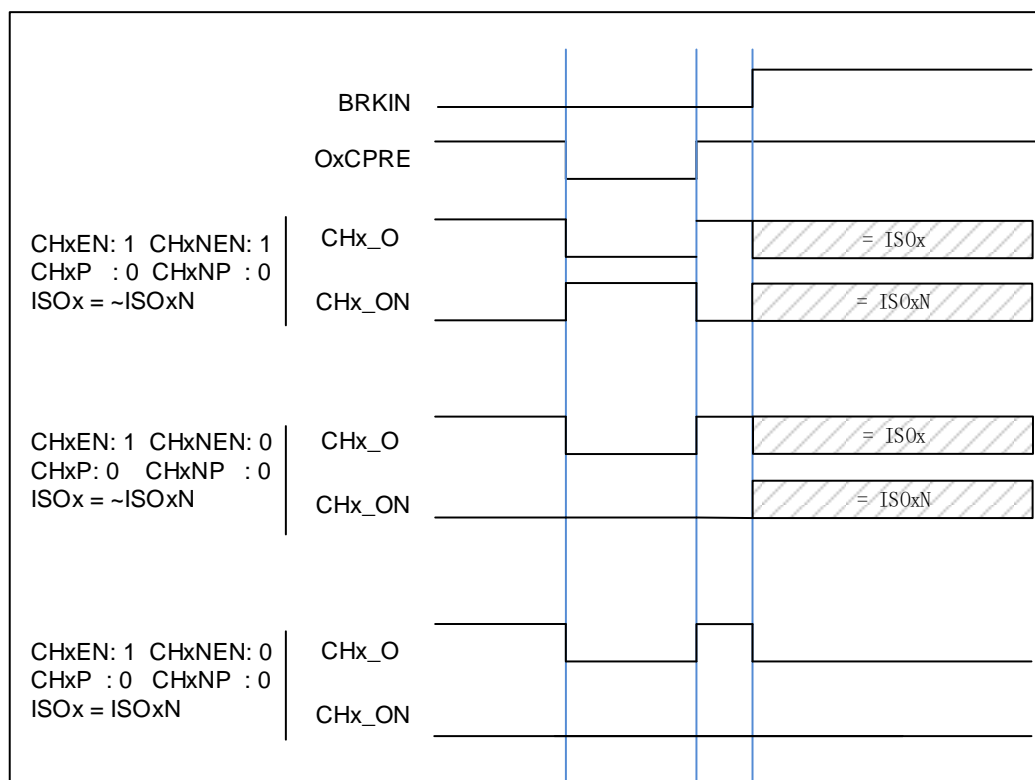 BRKIN
OxCPRE
CHxEN: 1 CHxNEN: 1
CHxP : 0 CHxNP : 0
ISOx = ~ISOxN
CHx_O
= ISOx
CHx_ON
= ISOxN
CHxEN: 1 CHxNEN: 0
CHxP: 0 CHxNP : 0
ISOx = ~ISOxN
CHx_O
= ISOx
CHx_ON
= ISOxN
CHxEN: 1 CHxNEN: 0
CHxP : 0 CHxNP : 0
ISOx = ISOxN
CHx_O
CHx_ON